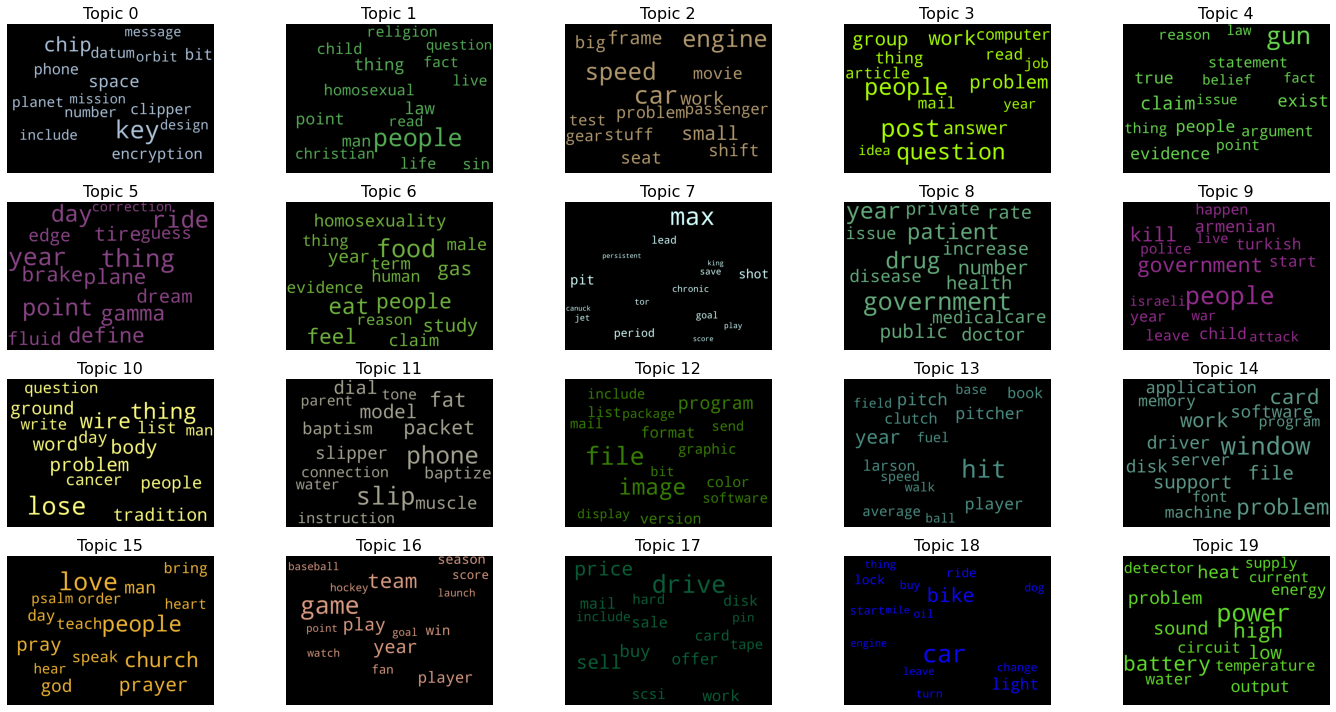 Topic 0
message
chip
datum orbit bit
phone
space
planet mission
number clipper
include key design
encryption
Topic 1
religion
child question
thing fact
live
homosexual
law
point read
man people
christian
life sin
Topic 2
big frame engine
speed movie
car work
problem passenger
test
gear stuff small
seat shift
Topic 3
group work computer
thing read job
article
people problem
mail year
post answer
idea question
Topic 4
reason law gun
statement
true belief fact
claim issue exist
thing people argument
point
evidence
Topic 5
correction
day ride
edge tire guess
year thing
brake plane
dream
point gamma
fluid define
Topic 6
homosexuality
thing food male
year term gas
human
evidence
eat people
reason study
feel claim
Topic 7
max
lead
persistent king
pit save shot
chronic
tor
canuck goal
jet
period play
score
Topic 8
year private rate
issue patient
increase
drug number
disease health
government
medical care
public doctor
Topic 9
happen
armenian
kill live turkish
police
government start
israeli people
year war
leave child attack
Topic 10
question
ground wire thing
write list man
word day body
problem
cancer people
lose
tradition
Topic 11
dial tone fat
parent
model
baptism packet
slipper phone
connection baptize
water
slip muscle
instruction
Topic 12
include
list package program
mail send
format
file graphic
bit
image color
software
display version
Topic 13
base book
field pitch
clutch pitcher
year fuel
larson hit
speed
walk
average ball player
Topic 14
application
memory card
work software
program
driver window
disk server
support file
font
machine problem
Topic 15
bring
love man
psalm order heart
day teach people
pray
speak church
hear
god prayer
Topic 16
season
baseball
team score
hockey launch
game
point play goal win
year
watch
fan
player
Topic 17
price drive
mail hard disk
include sale pin
card
buy tape
sell offer
scsi work
Topic 18
thing
lock buy ride
bike dog
start mile oil
engine
car
leave change
light
turn
Topic 19
detector supply
heat current
energy
problem
power
sound high
circuit low
battery temperature
water
output